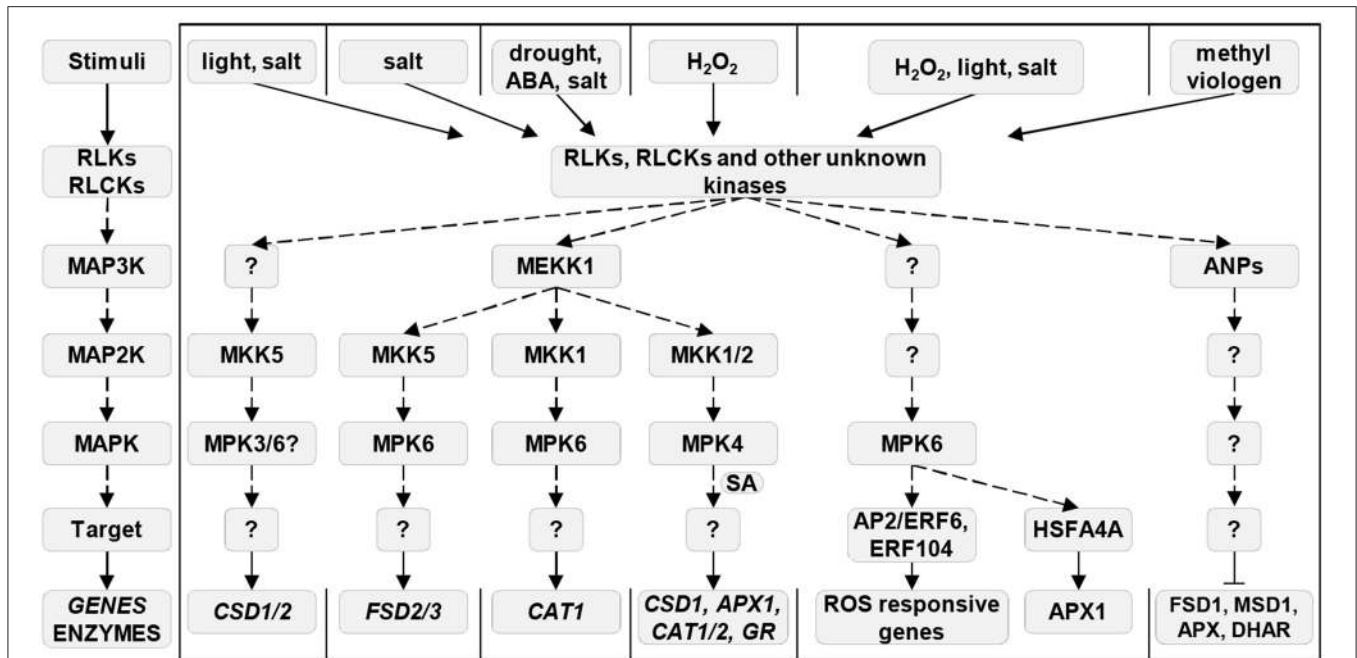 Stimuli
light, salt
salt
drought,
ABA, salt
H₂O₂
H₂O₂, light, salt
methyl
viologen
RLKs
RLCKs
RLKs, RLCKs and other unknown
kinases
MAP3K
?
MEKK1
?
ANPs
MAP2K
MKK5
MKK5
MKK1
MKK1/2
?
?
MAPK
MPK3/6?
MPK6
MPK6
MPK4
MPK6
?
SA
Target
?
?
?
?
AP2/ERF6,
ERF104
HSFA4A
?
GENES
ENZYMES
CSD1/2
FSD2/3
CAT1
CSD1, APX1,
CAT1/2, GR
ROS responsive
genes
APX1
FSD1, MSD1,
APX, DHAR